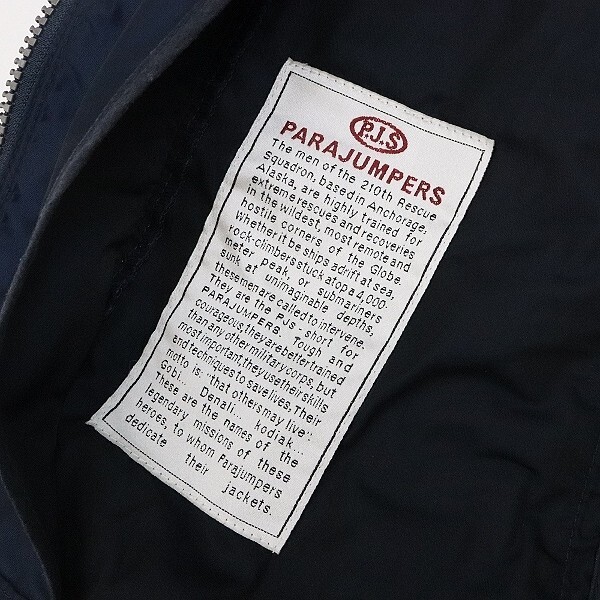 P.J.S
PARAJUMPERS
The men of the 210th Rescue
Squadron, based in Anchorage,
Alaska, are highly trained for
extreme rescues and recoveries
in the wildest, most remote and
hostile corners of the Globe.
Whether it be ships adrift at sea,
rock-climbers stuck atop a 4,000
meter Peak, or submariners
sunk at unimaginable depths,
these men are called to intervene.
They are the PJS - short for
PARAJUMPERS. Tough and
courageous, they are better trained
than any other military corps, but
most important, they use their skills
and techniques to save lives. Their
motto is: "that others may live":
Gobi... Denali... kodiak...
These are the names of the
legendary missions of these
heroes, to whom Parajumpers
dedicate their jackets.